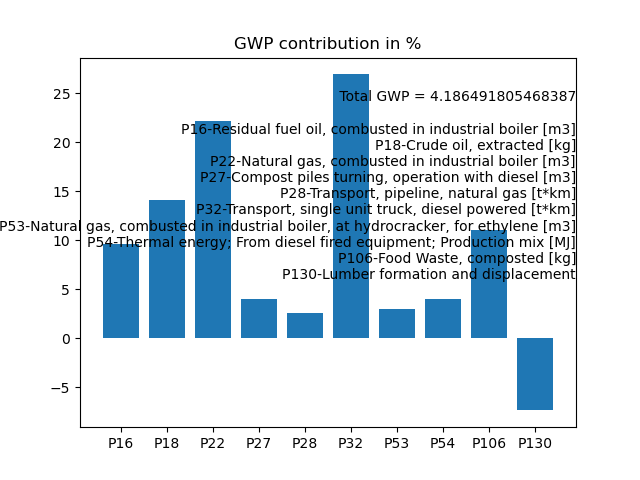 GWP contribution in %
Total GWP = 4.186491805468387
P16-Residual fuel oil, combusted in industrial boiler [m3]
P18-Crude oil, extracted [kg]
P22-Natural gas, combusted in industrial boiler [m3]
P27-Compost piles turning, operation with diesel [m3]
P28-Transport, pipeline, natural gas [t*km]
P32-Transport, single unit truck, diesel powered [t*km]
P53-Natural gas, combusted in industrial boiler, at hydrocracker, for ethylene [m3]
P54-Thermal energy; From diesel fired equipment; Production mix [MJ]
P106-Food Waste, composted [kg]
P130-Lumber formation and displacement
25
20
15
10
5
0
−5
P16 P18 P22 P27 P28 P32 P53 P54 P106 P130